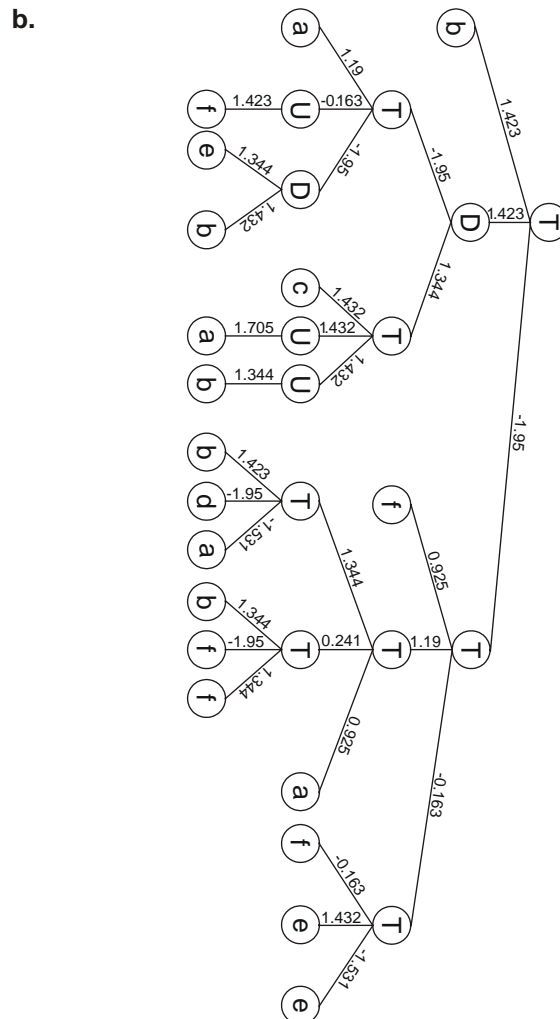 b.
a
b
1.19
1.423
f 1.423 U -0.163 T
e
1.344
-1.95
-1.95
D
1.432
D 1.423 T
b
1.344
c
1.432
a 1.705 U 1.432 T
1.432
b 1.344 U
-1.95
b
1.423
d -1.95 T
f
-1.531
a
1.344
0.925
b
1.344
f -1.95 T 0.241 T 1.19 T
1.344
f
0.925
a
-0.163
f
-0.163
e 1.432 T
-1.531
e